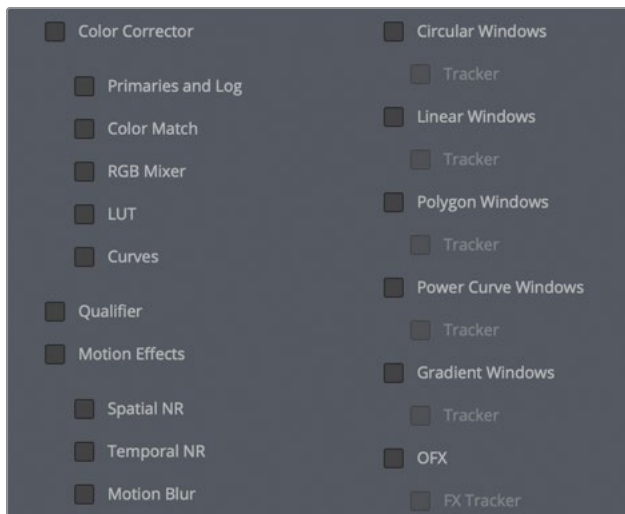 Color Corrector
Primaries and Log
Color Match
RGB Mixer
LUT
Curves
Qualifier
Motion Effects
Spatial NR
Temporal NR
Motion Blur
Circular Windows
Tracker
Linear Windows
Tracker
Polygon Windows
Tracker
Power Curve Windows
Tracker
Gradient Windows
Tracker
OFX
FX Tracker